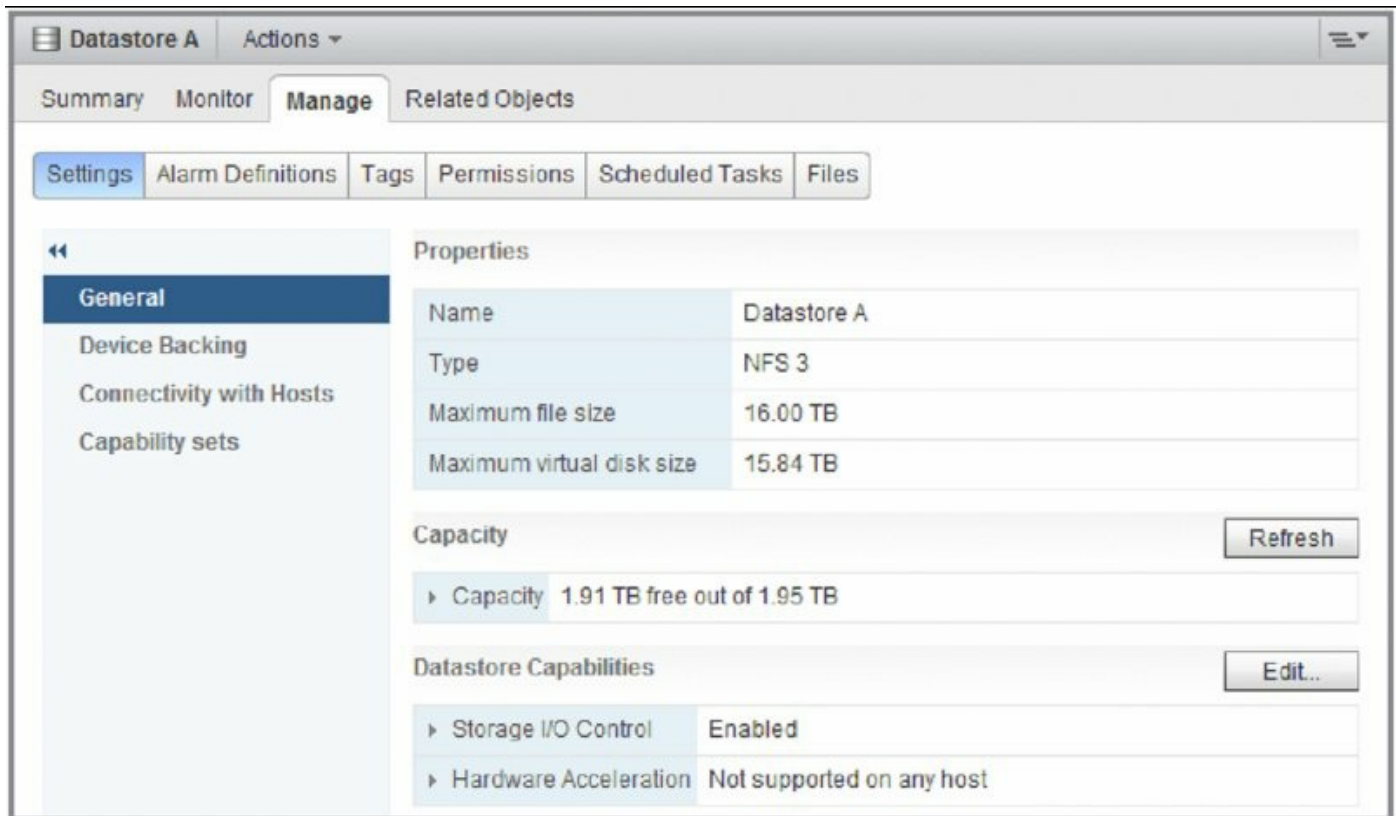 Datastore A Actions
Summary Monitor Manage Related Objects
Settings Alarm Definitions Tags Permissions Scheduled Tasks Files
General
Device Backing
Connectivity with Hosts
Capability sets
Properties
Name Datastore A
Type NFS 3
Maximum file size 16.00 TB
Maximum virtual disk size 15.84 TB
Capacity Refresh
Capacity 1.91 TB free out of 1.95 TB
Datastore Capabilities Edit...
Storage I/O Control Enabled
Hardware Acceleration Not supported on any host